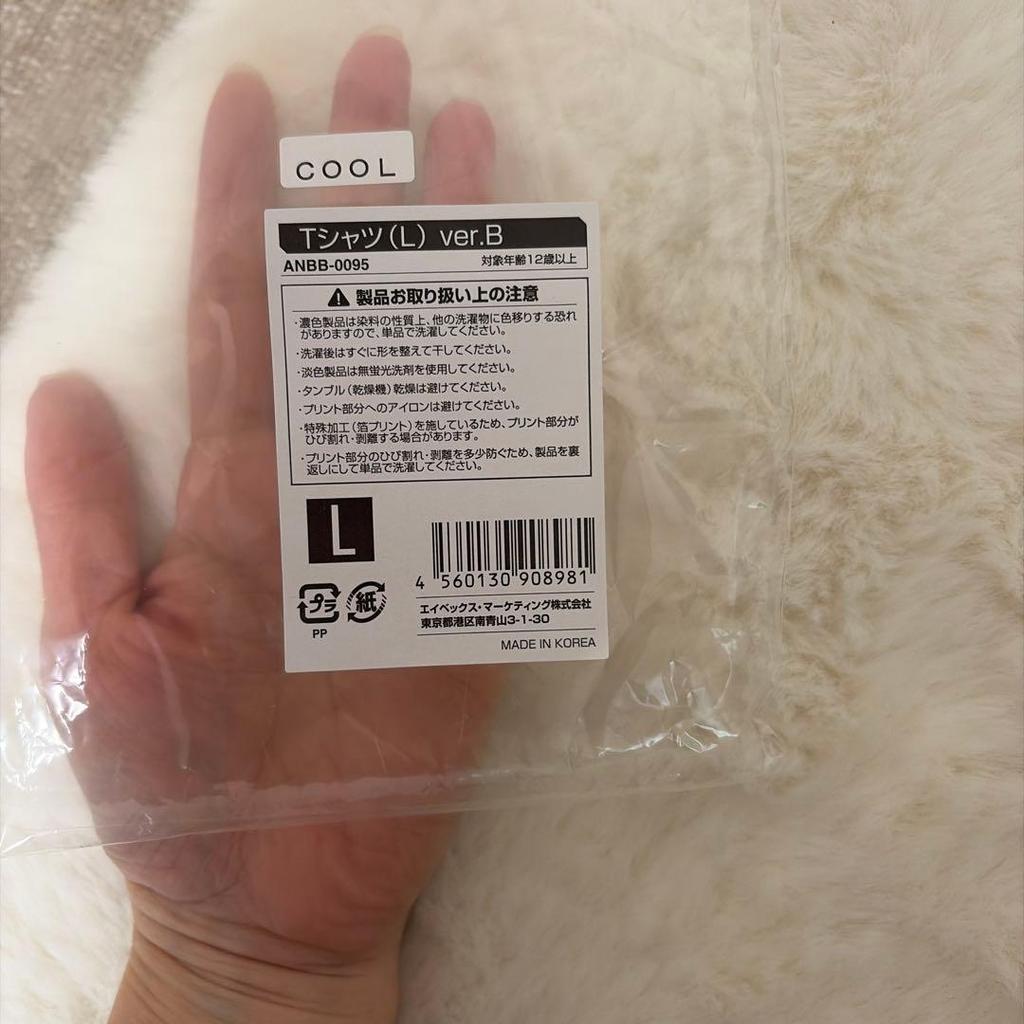 COOL
Tシャツ(L) ver.B
ANBB-0095 対象年齢12歳以上
⚠製品お取り扱い上の注意
・濃色製品は染料の性質上、他の洗濯物に色移りする恐れ
がありますので、単品で洗濯してください。
・洗濯後はすぐに形を整えて干してください。
・淡色製品は無蛍光洗剤を使用してください。
・タンブル(乾燥機)乾燥は避けてください。
・プリント部分へのアイロンは避けてください。
・特殊加工(箔プリント)を施しているため、プリント部分が
ひび割れ・剥離する場合があります。
・プリント部分のひび割れ・剥離を多少防ぐため、製品を裏
返しにして単品で洗濯してください。
L
4 560130 908981
プラ 紙
PP
エイベックス・マーケティング株式会社
東京都港区南青山3-1-30
MADE IN KOREA